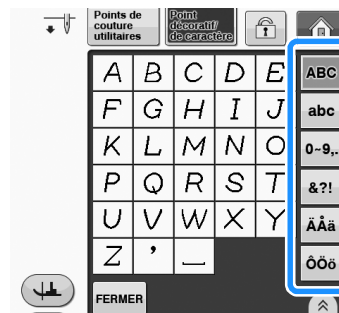 Points de couture utilitaires
Point décoratif/ de caractère
A B C D E
F G H I J
K L M N O
P Q R S T
U V W X Y
Z ’ _
ABC
abc
0~9,.
&?!
ÄÅä
ÔÖö
FERMER